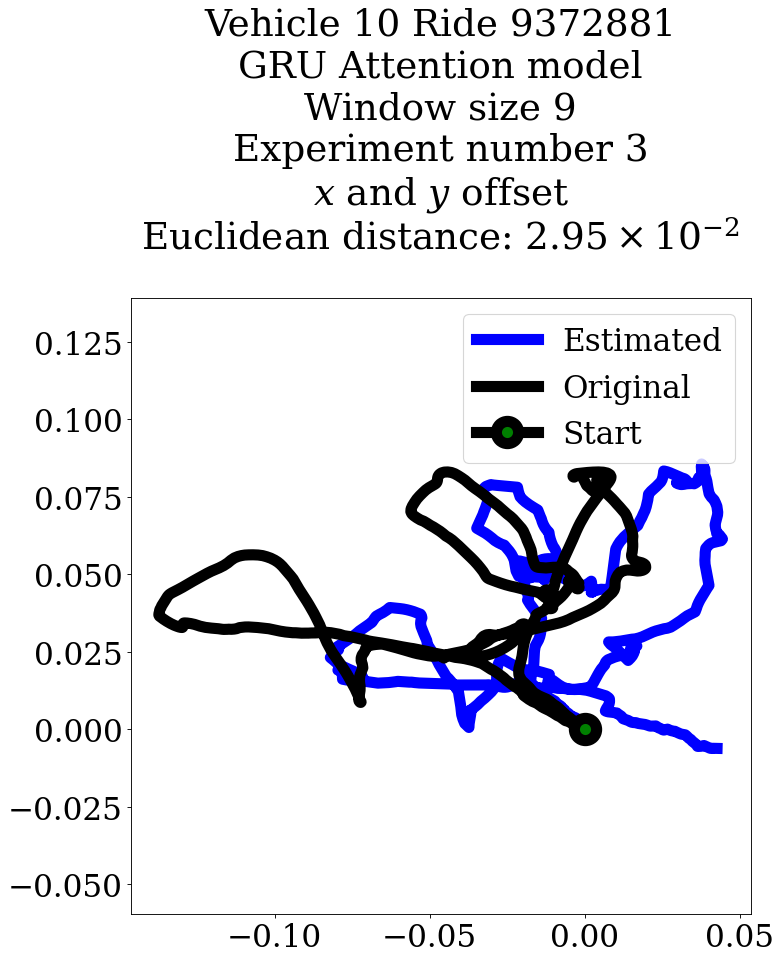 Vehicle 10 Ride 9372881
GRU Attention model
Window size 9
Experiment number 3
x and y offset
Euclidean distance: 2.95 × 10⁻²
Estimated
Original
Start
0.125
0.100
0.075
0.050
0.025
0.000
−0.025
−0.050
−0.10
−0.05
0.00
0.05